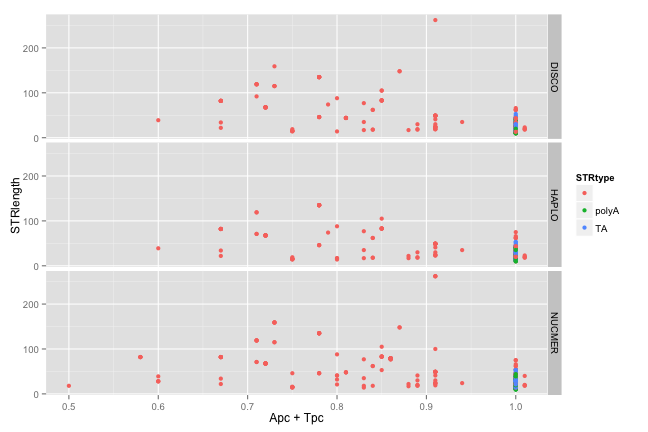 200
100
0
DISCO
200
100
0
HAPLO
200
100
0
NUCMER
STRlength
0.5 0.6 0.7 0.8 0.9 1.0
Apc + Tpc
STRtype
polyA
TA